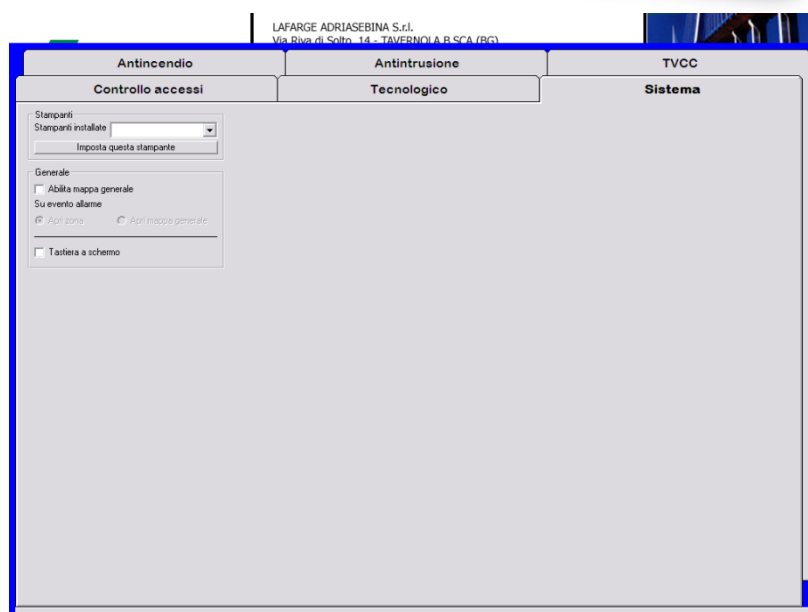 LAFARGE ADRIASEBINA S.r.l.
Via Riva di Solto, 14 - TAVERNOLA B.SCA (BG)
Antincendio
Antintrusione
TVCC
Controllo accessi
Tecnologico
Sistema
Stampanti
Stampanti installate
Imposta questa stampante
Generale
Abilita mappa generale
Su evento allarme
Apri zona
Apri mappa generale
Tastiera a schermo